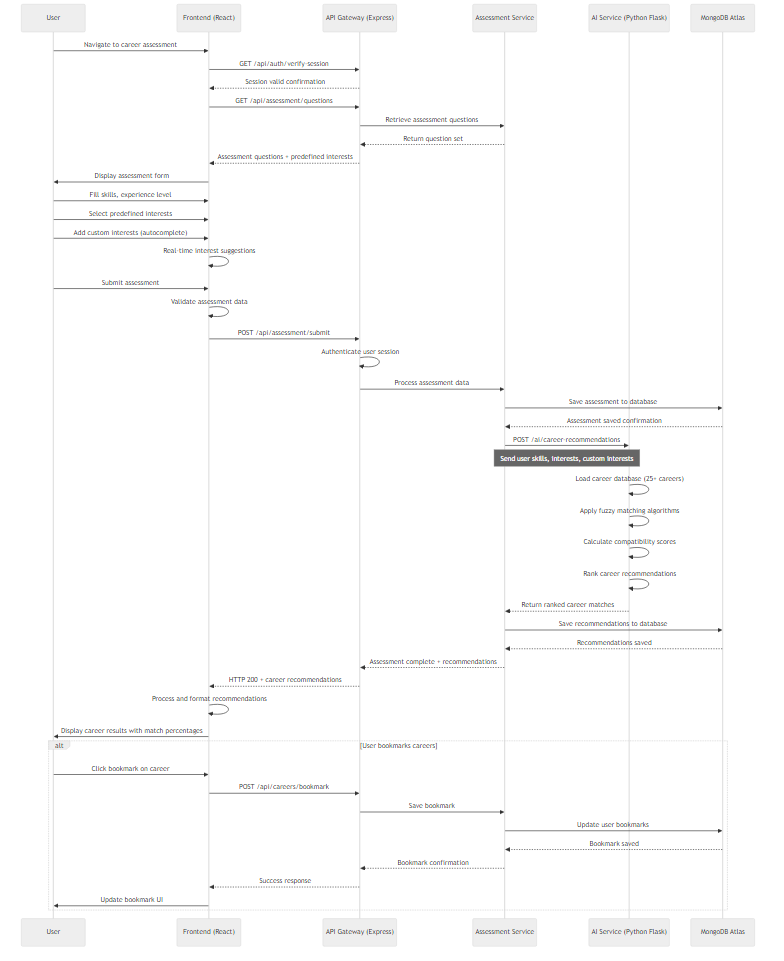 User
Frontend (React)
API Gateway (Express)
Assessment Service
AI Service (Python Flask)
MongoDB Atlas
Navigate to career assessment
GET /api/auth/verify-session
Session valid confirmation
GET /api/assessment/questions
Retrieve assessment questions
Return question set
Assessment questions + predefined interests
Display assessment form
Fill skills, experience level
Select predefined interests
Add custom interests (autocomplete)
Real-time interest suggestions
Submit assessment
Validate assessment data
POST /api/assessment/submit
Authenticate user session
Process assessment data
Save assessment to database
Assessment saved confirmation
POST /ai/career-recommendations
Send user skills, interests, custom interests
Load career database (25+ careers)
Apply fuzzy matching algorithms
Calculate compatibility scores
Rank career recommendations
Return ranked career matches
Save recommendations to database
Recommendations saved
Assessment complete + recommendations
HTTP 200 + career recommendations
Process and format recommendations
Display career results with match percentages
alt
[User bookmarks careers]
Click bookmark on career
POST /api/careers/bookmark
Save bookmark
Update user bookmarks
Bookmark saved
Bookmark confirmation
Success response
Update bookmark UI
User
Frontend (React)
API Gateway (Express)
Assessment Service
AI Service (Python Flask)
MongoDB Atlas